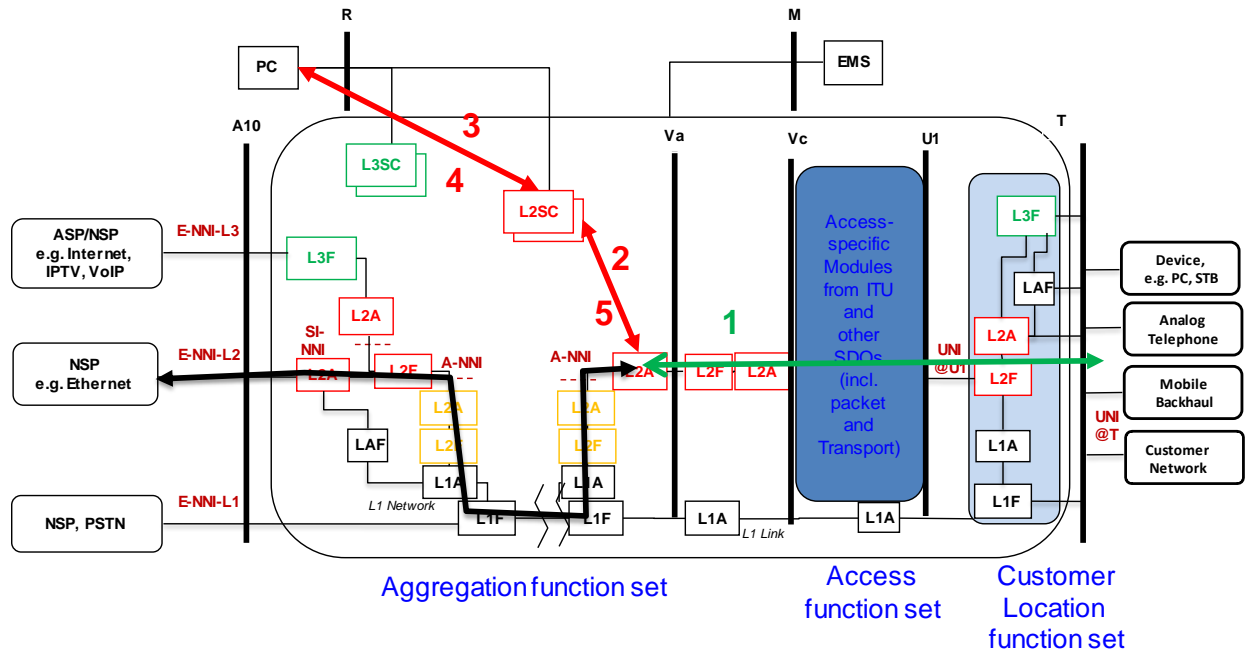 R
M
PC
EMS
A10
Va
Vc
U1
T
3
4
L3SC
L2SC
2
5
1
ASP/NSP
e.g. Internet,
IPTV, VoIP
E-NNI-L3
L3F
L2A
SI-
NNI
NSP
e.g. Ethernet
E-NNI-L2
L2A
L2F
A-NNI
A-NNI
L2A
L2F
L2A
L2A
L2F
LAF
L1A
L1 Network
L2A
L2F
L1A
NSP, PSTN
E-NNI-L1
L1F
L1F
L1A
L1 Link
L1A
Access-
specific
Modules
from ITU
and
other
SDOs
(incl.
packet
and
Transport)
UNI
@U1
L3F
LAF
L2A
L2F
L1A
L1F
UNI
@T
Device,
e.g. PC, STB
Analog
Telephone
Mobile
Backhaul
Customer
Network
Aggregation function set
Access
function set
Customer
Location
function set